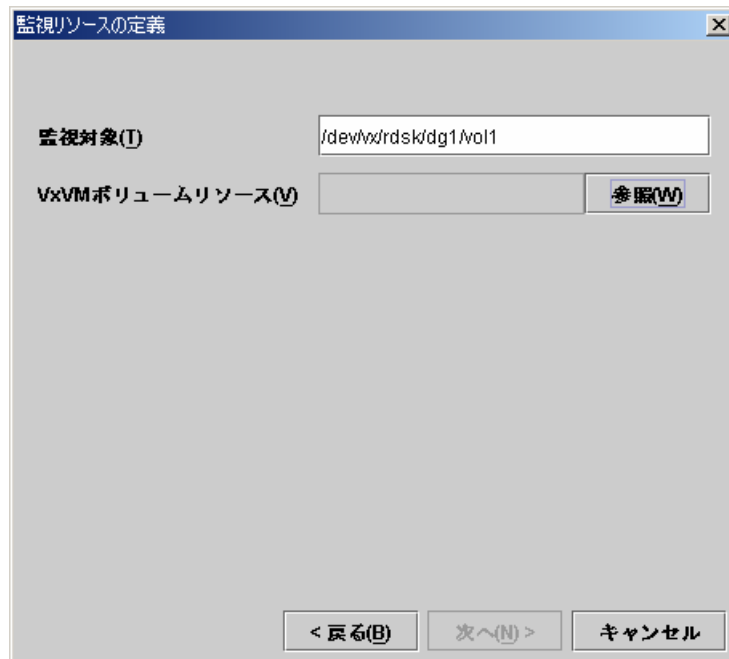 監視リソースの定義
監視対象(T) /dev/vx/rdsk/dg1/vol1
VxVMボリュームリソース(V) 参照(W)
< 戻る(B) 次へ(N) > キャンセル